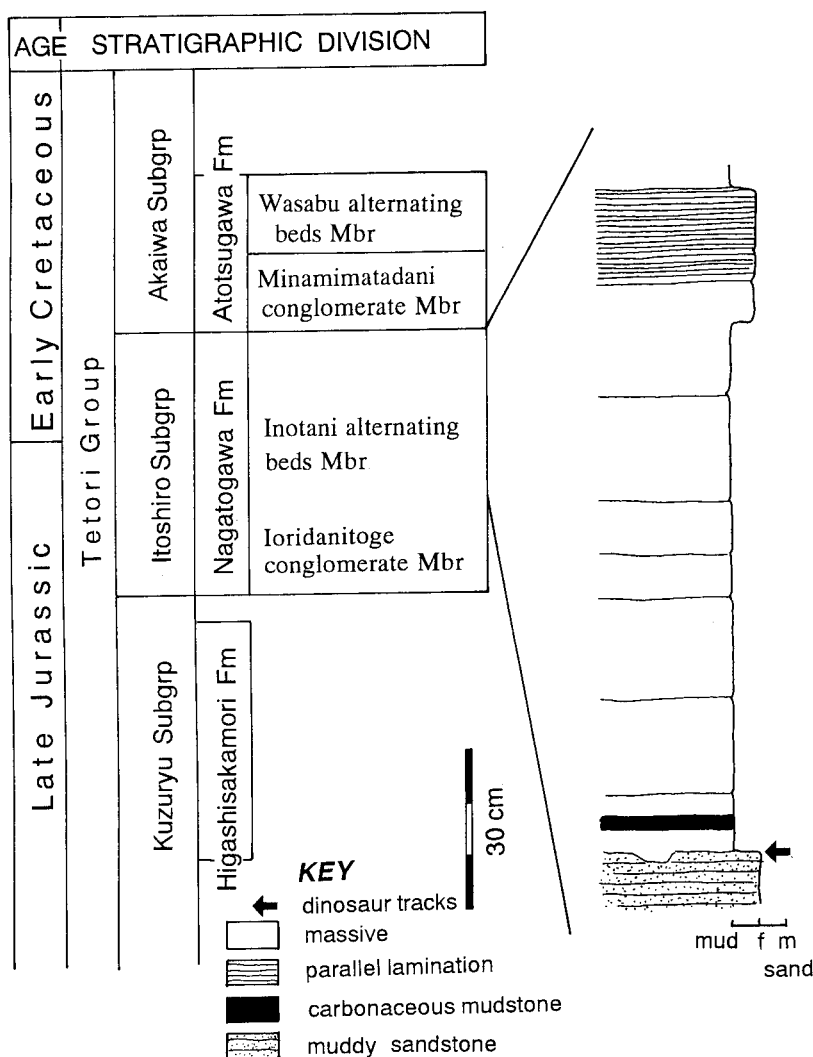 AGE STRATIGRAPHIC DIVISION
Early Cretaceous
Late Jurassic
Tetori Group
Akaiwa Subgrp
Itoshiro Subgrp
Kuzuryu Subgrp
Atotsugawa Fm
Nagatogawa Fm
Higashisakamori Fm
Wasabu alternating
beds Mbr
Minamimatadani
conglomerate Mbr
Inotani alternating
beds Mbr
Ioridanitoge
conglomerate Mbr
30 cm
KEY
dinosaur tracks
massive
parallel lamination
carbonaceous mudstone
muddy sandstone
mud f m
sand